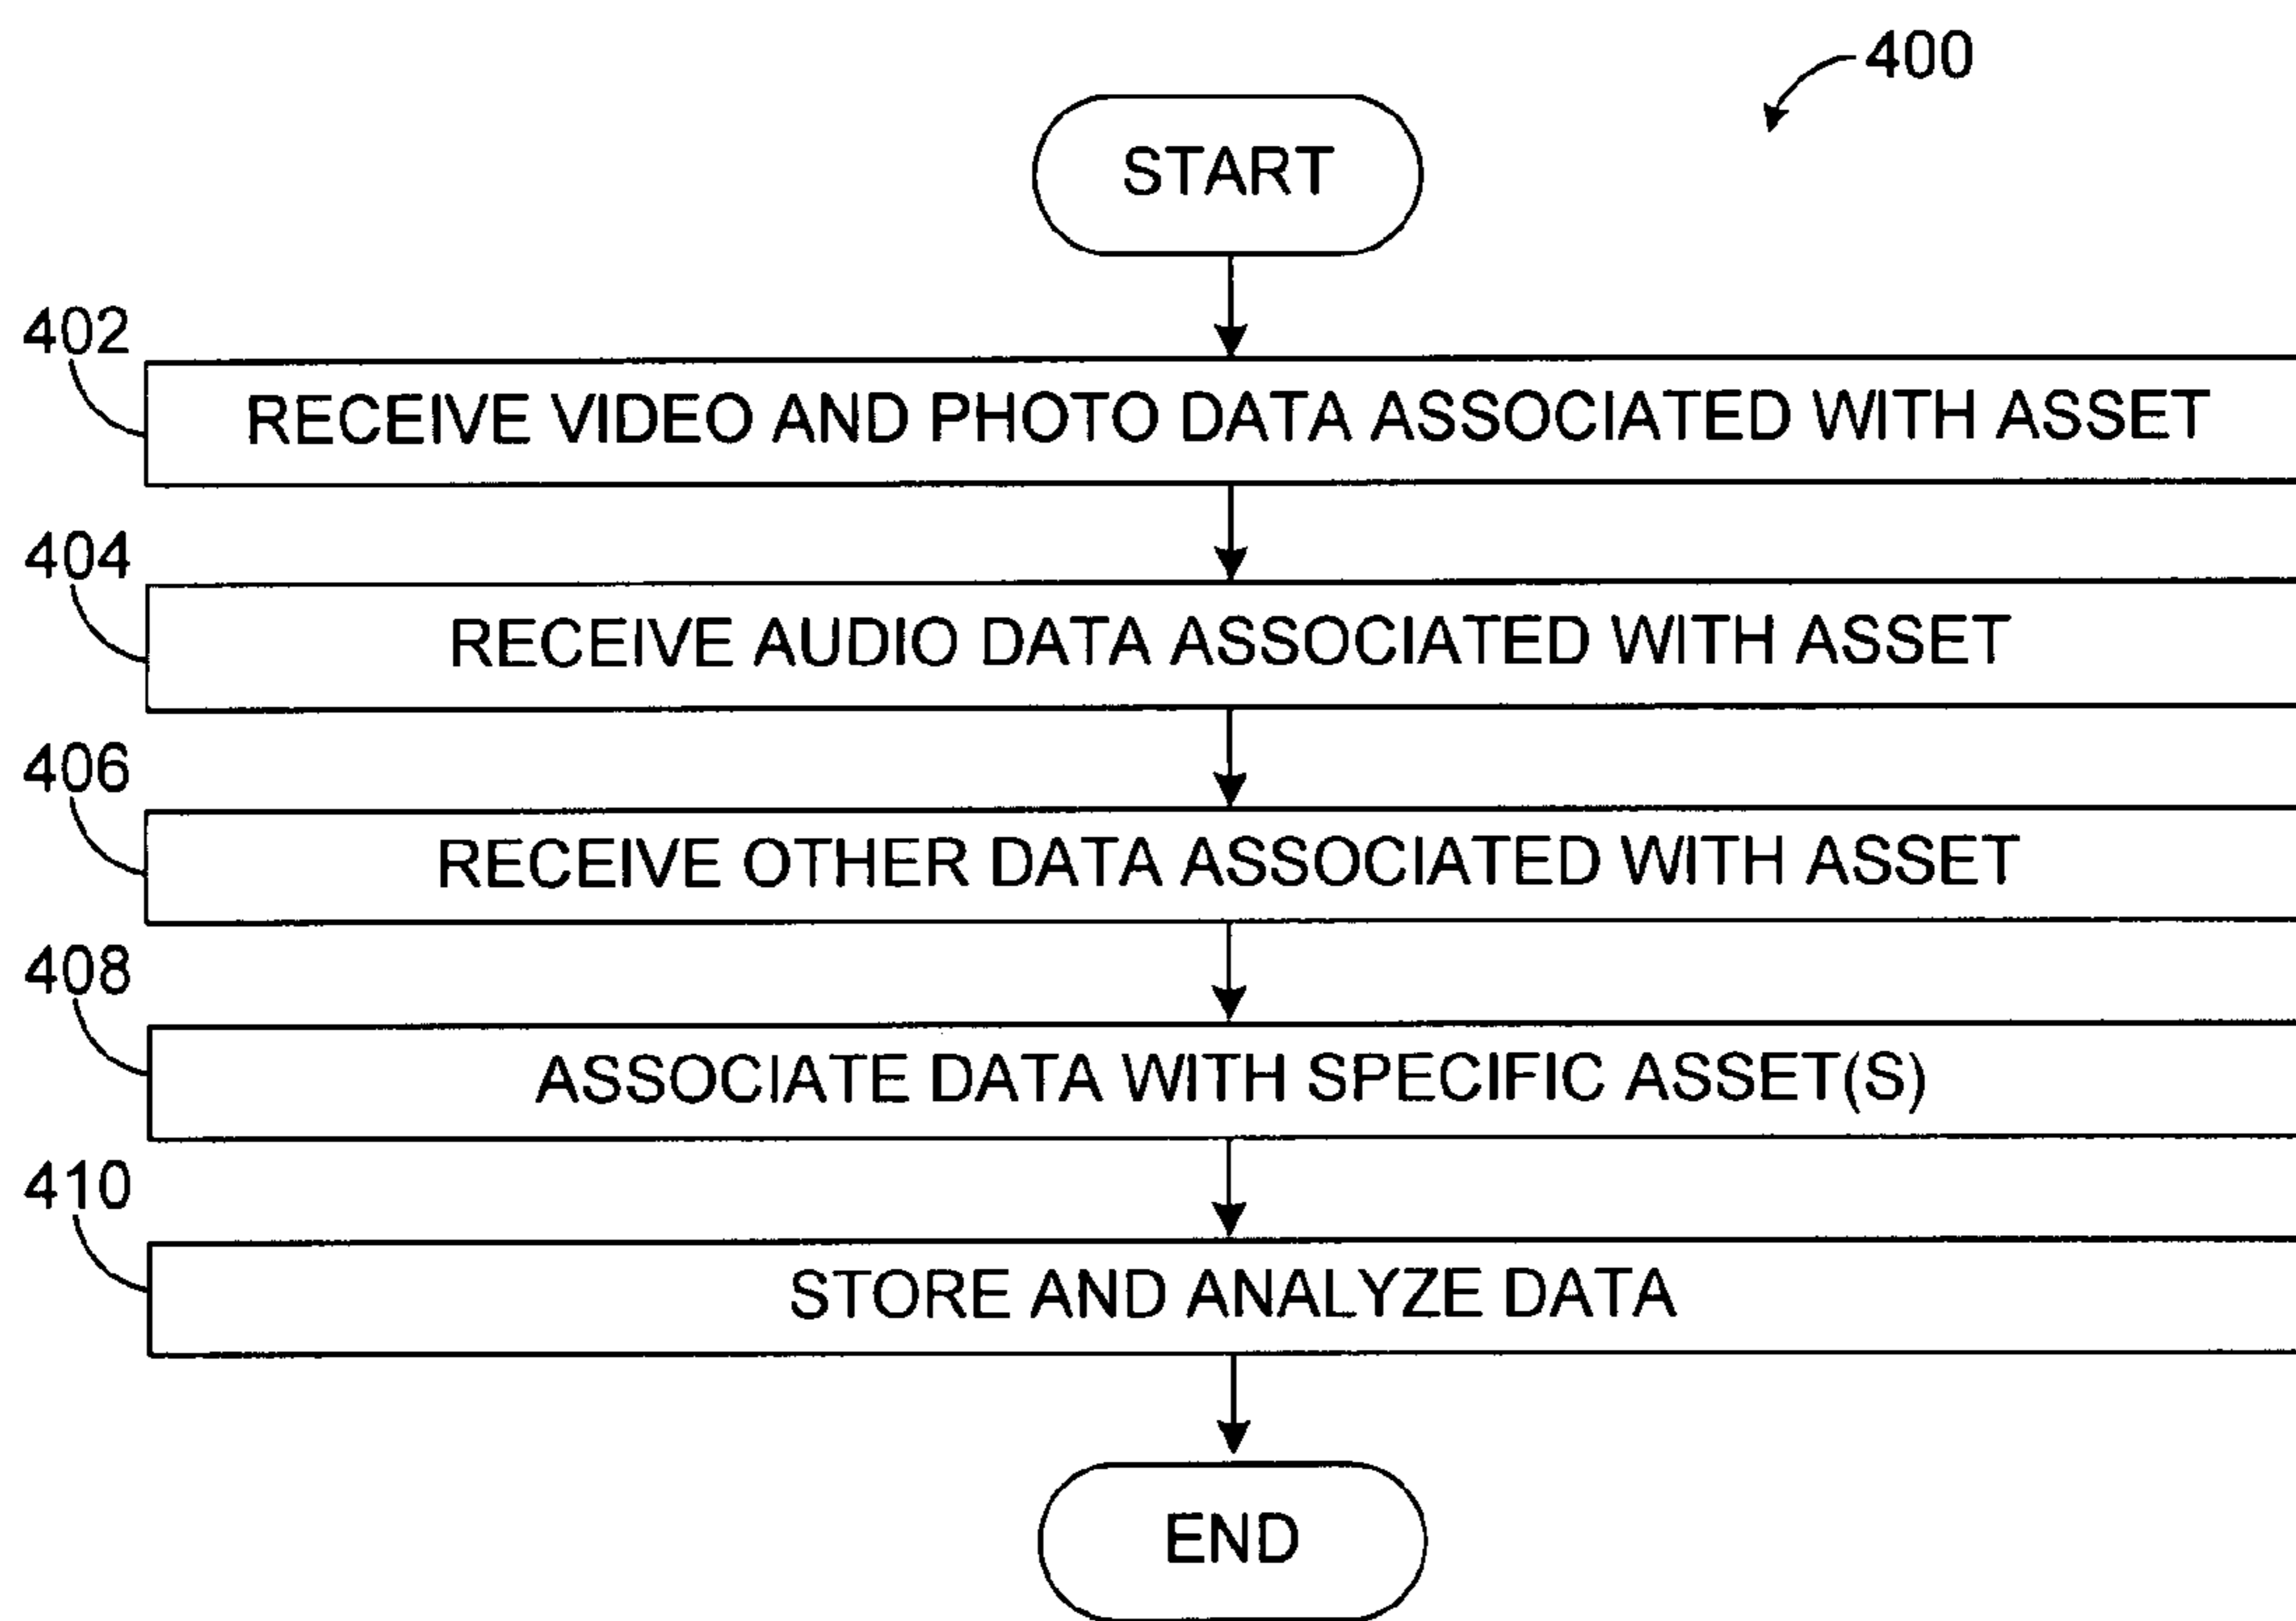 400
START
402
RECEIVE VIDEO AND PHOTO DATA ASSOCIATED WITH ASSET
404
RECEIVE AUDIO DATA ASSOCIATED WITH ASSET
406
RECEIVE OTHER DATA ASSOCIATED WITH ASSET
408
ASSOCIATE DATA WITH SPECIFIC ASSET(S)
410
STORE AND ANALYZE DATA
END